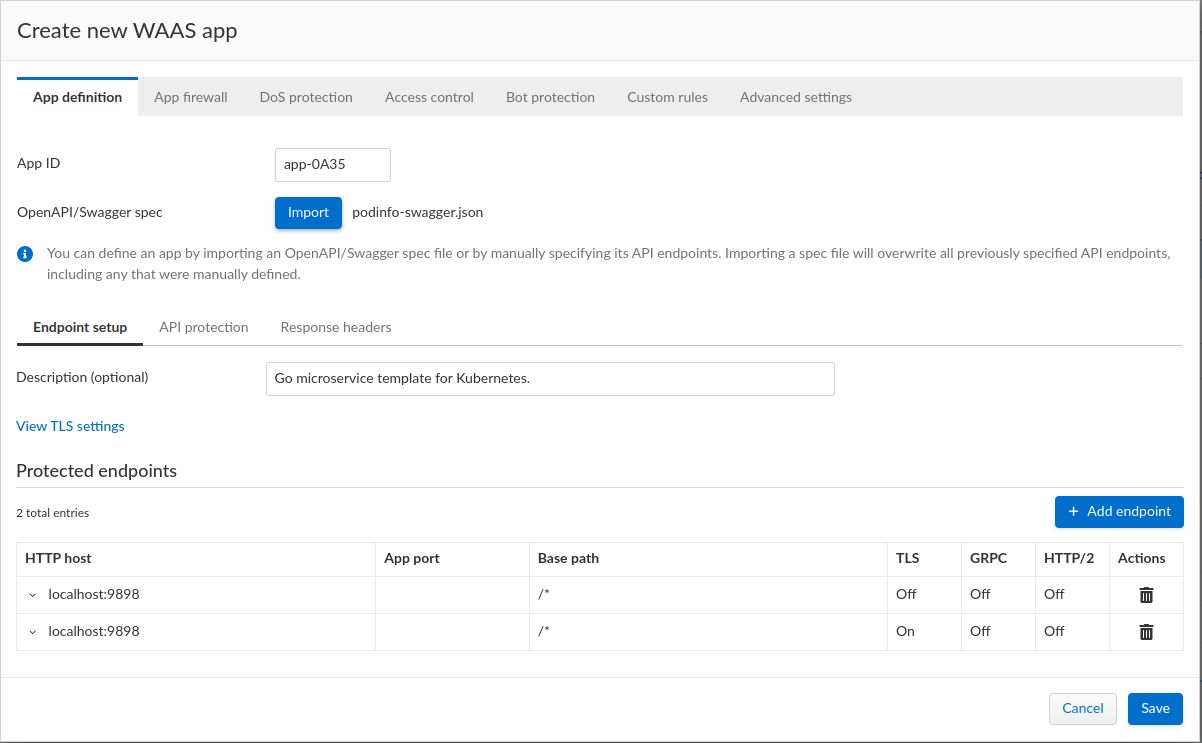 Create new WAAS app
App definition App firewall DoS protection Access control Bot protection Custom rules Advanced settings
App ID app-0A35
OpenAPI/Swagger spec Import podinfo-swagger.json
You can define an app by importing an OpenAPI/Swagger spec file or by manually specifying its API endpoints. Importing a spec file will overwrite all previously specified API endpoints,
including any that were manually defined.
Endpoint setup API protection Response headers
Description (optional) Go microservice template for Kubernetes.
View TLS settings
Protected endpoints
2 total entries + Add endpoint
HTTP host App port Base path TLS GRPC HTTP/2 Actions
localhost:9898 /* Off Off Off
localhost:9898 /* On Off Off
Cancel Save